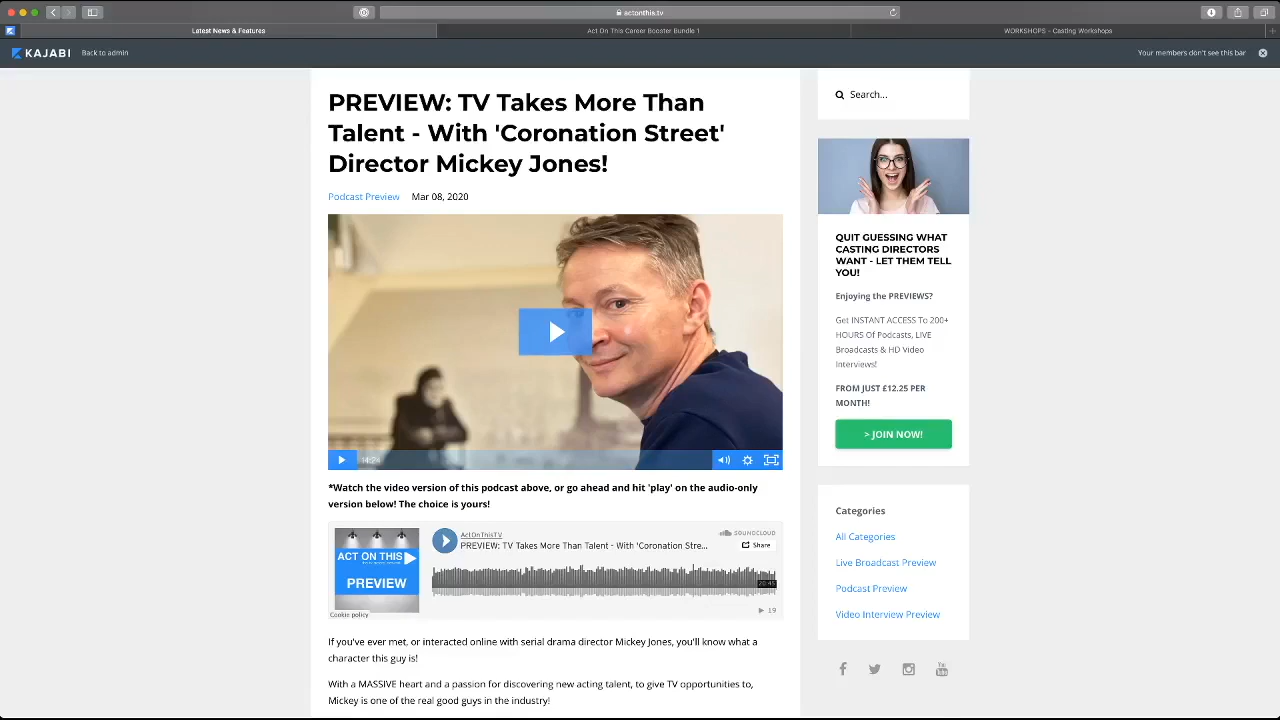 actonthis.tv
Latest News & Features
Act On This Career Booster Bundle 1
WORKSHOPS – Casting Workshops
KAJABI
Back to admin
Your members don't see this bar
PREVIEW: TV Takes More Than
Talent - With 'Coronation Street'
Director Mickey Jones!
Podcast Preview
Mar 08, 2020
14:24
*Watch the video version of this podcast above, or go ahead and hit 'play' on the audio-only
version below! The choice is yours!
ACT ON THIS
PREVIEW
Cookie policy
ActOnThisTV
PREVIEW: TV Takes More Than Talent - With 'Coronation Stre...
SOUNDCLOUD
Share
20:45
19
If you've ever met, or interacted online with serial drama director Mickey Jones, you'll know what a
character this guy is!
With a MASSIVE heart and a passion for discovering new acting talent, to give TV opportunities to,
Mickey is one of the real good guys in the industry!
Search...
QUIT GUESSING WHAT
CASTING DIRECTORS
WANT - LET THEM TELL
YOU!
Enjoying the PREVIEWS?
Get INSTANT ACCESS To 200+
HOURS Of Podcasts, LIVE
Broadcasts & HD Video
Interviews!
FROM JUST £12.25 PER
MONTH!
> JOIN NOW!
Categories
All Categories
Live Broadcast Preview
Podcast Preview
Video Interview Preview